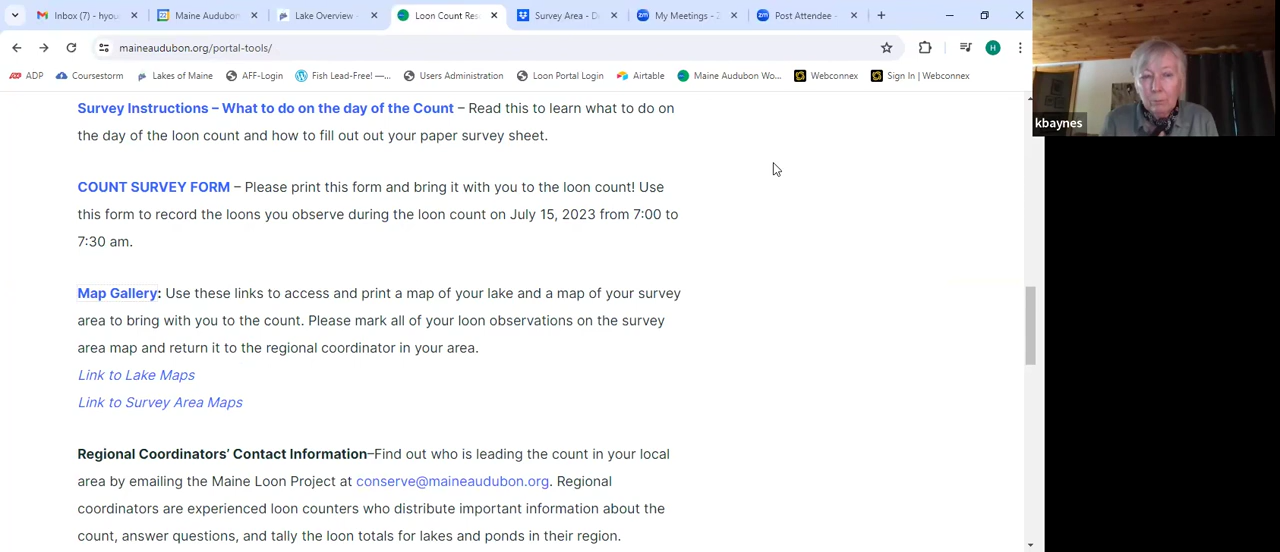 Inbox (7) - hyou
Maine Audubon
Lake Overview
Loon Count Res
Survey Area - D
My Meetings - Z
Post Attendee
maineaudubon.org/portal-tools/
H
ADP
Coursestorm
Lakes of Maine
AFF-Login
Fish Lead-Free! —...
Users Administration
Loon Portal Login
Airtable
Maine Audubon Wo...
Webconnex
Sign In | Webconnex
kbaynes
Survey Instructions – What to do on the day of the Count – Read this to learn what to do on
the day of the loon count and how to fill out out your paper survey sheet.
COUNT SURVEY FORM – Please print this form and bring it with you to the loon count! Use
this form to record the loons you observe during the loon count on July 15, 2023 from 7:00 to
7:30 am.
Map Gallery: Use these links to access and print a map of your lake and a map of your survey
area to bring with you to the count. Please mark all of your loon observations on the survey
area map and return it to the regional coordinator in your area.
Link to Lake Maps
Link to Survey Area Maps
Regional Coordinators’ Contact Information–Find out who is leading the count in your local
area by emailing the Maine Loon Project at conserve@maineaudubon.org. Regional
coordinators are experienced loon counters who distribute important information about the
count, answer questions, and tally the loon totals for lakes and ponds in their region.